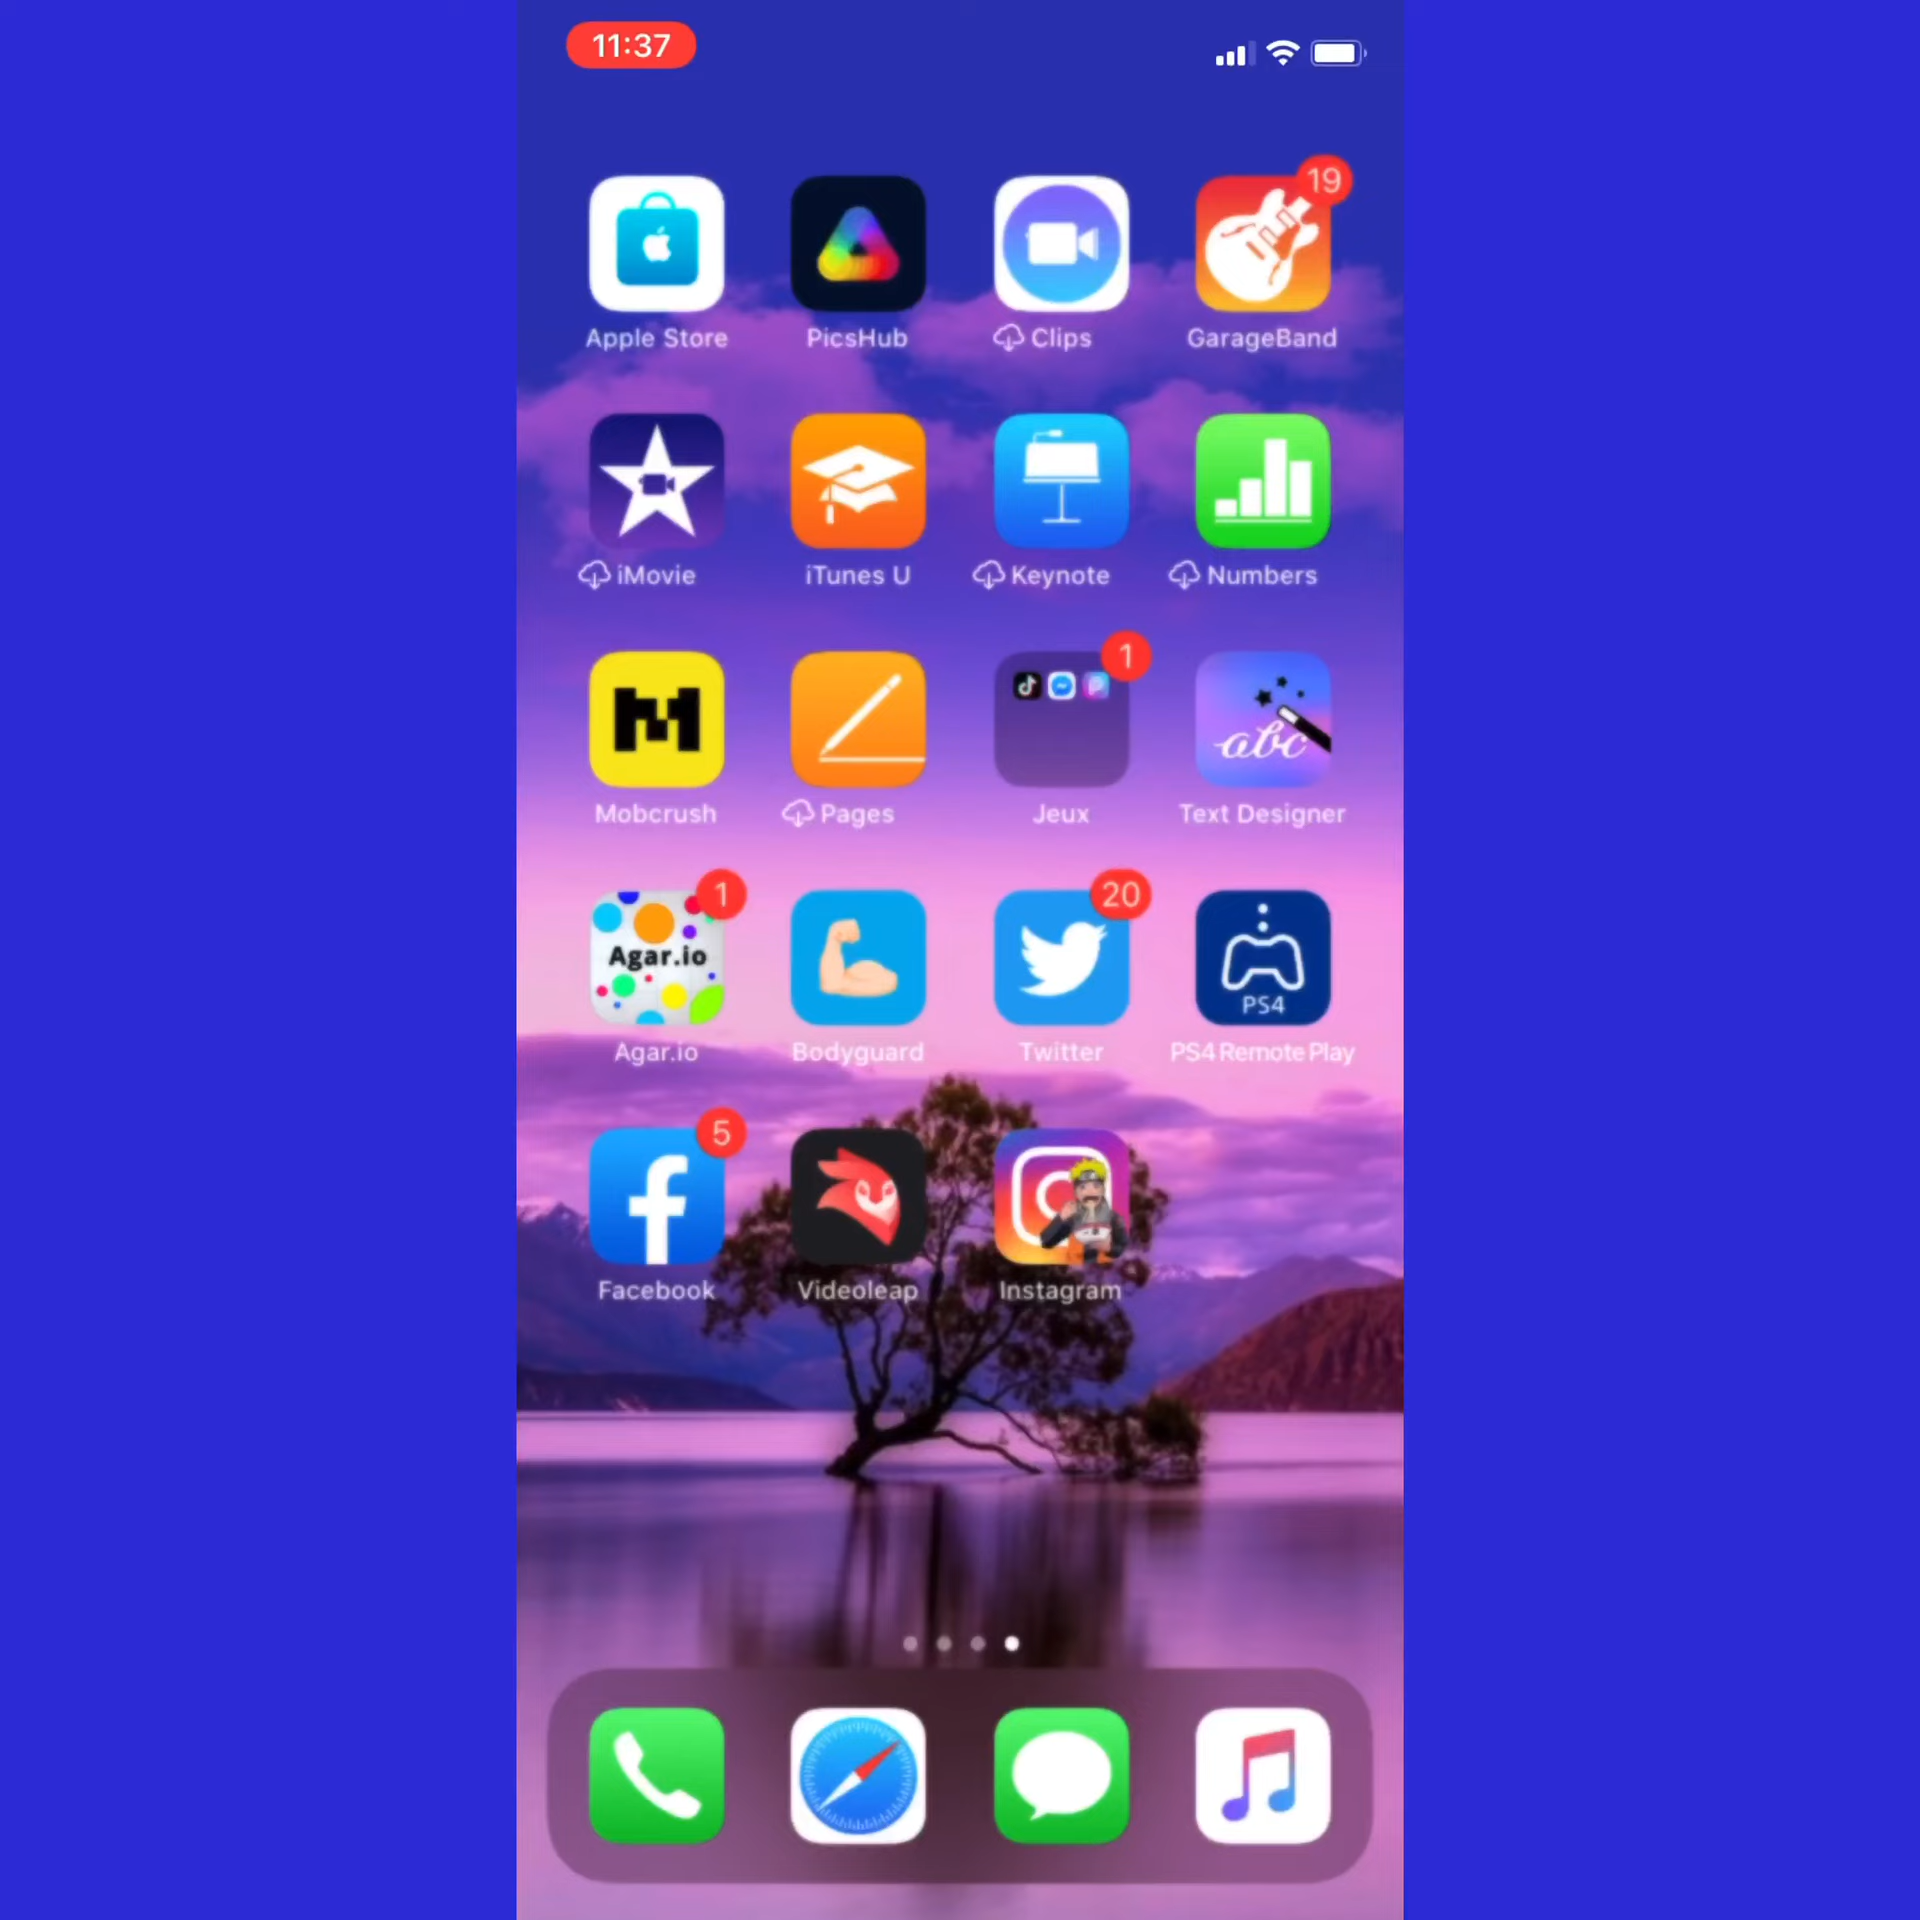 11:37
19
Apple Store PicsHub Clips GarageBand
iMovie iTunes U Keynote Numbers
1
abc
Mobcrush Pages Jeux Text Designer
1 20
Agar.io
PS4
Agar.io Bodyguard Twitter PS4 Remote Play
5
Facebook Videoleap Instagram